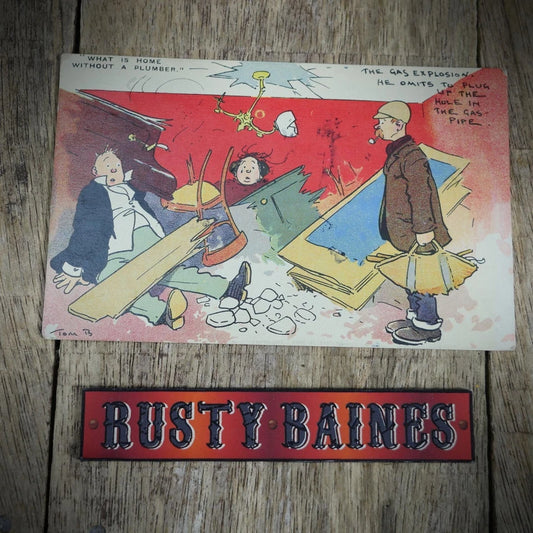 WHAT IS HOME
WITHOUT A PLUMBER."
THE GAS EXPLOSION.
HE OMITS TO PLUG
UP THE
HOLE IN
THE GAS
PIPE.
TOM B
RUSTY BAINES